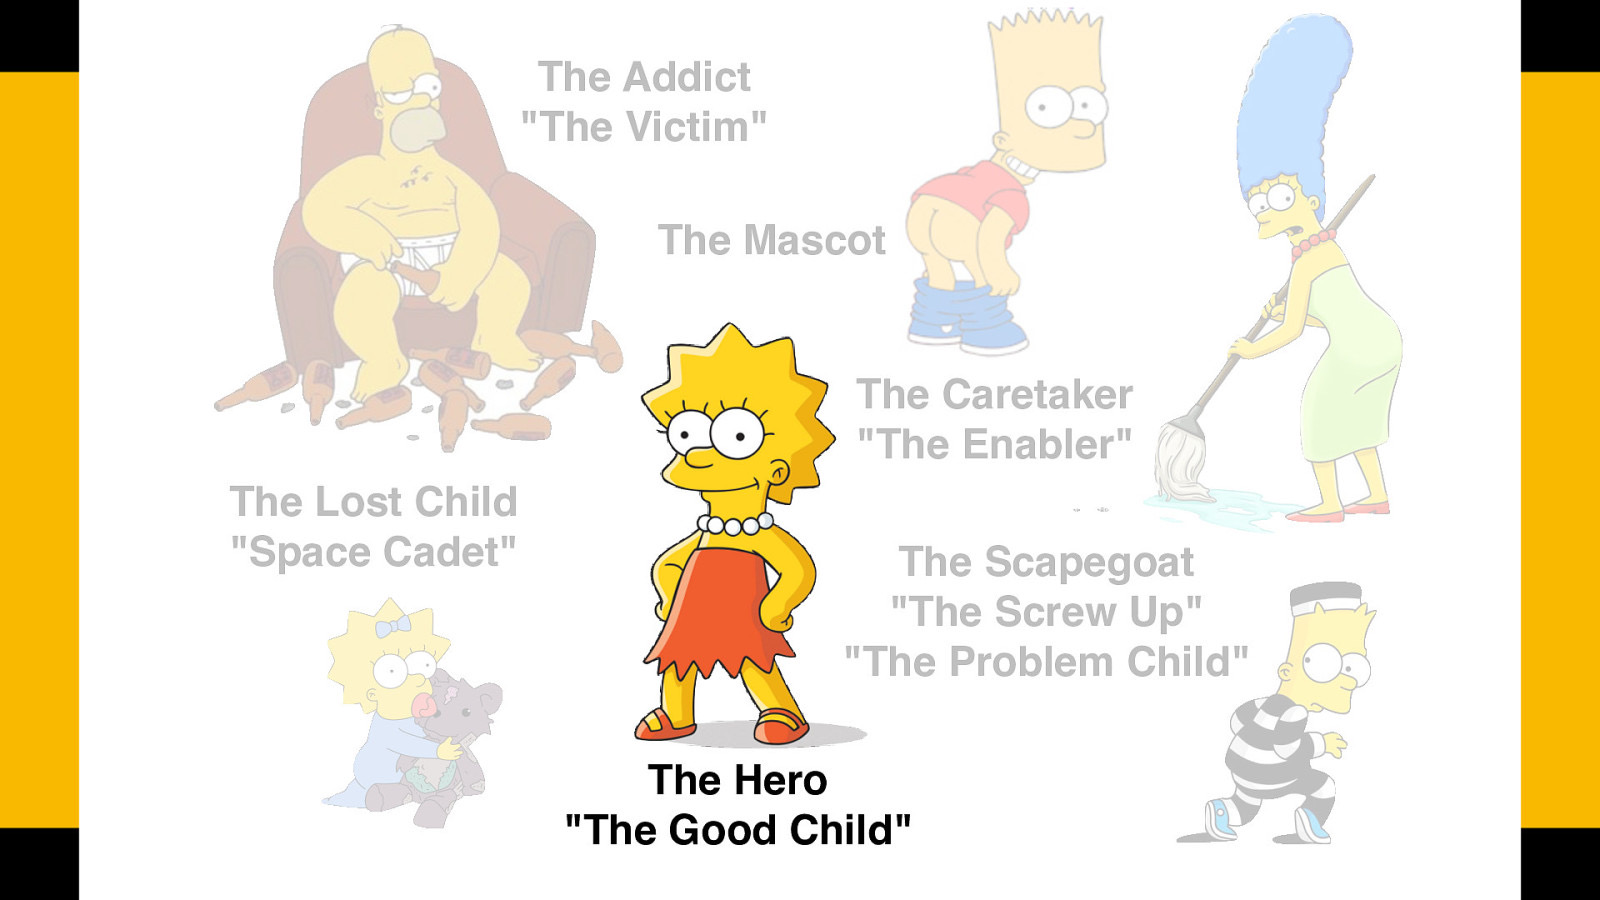 The Addict
"The Victim"
The Mascot
The Caretaker
"The Enabler"
The Lost Child
"Space Cadet"
The Scapegoat
"The Screw Up"
"The Problem Child"
The Hero
"The Good Child"